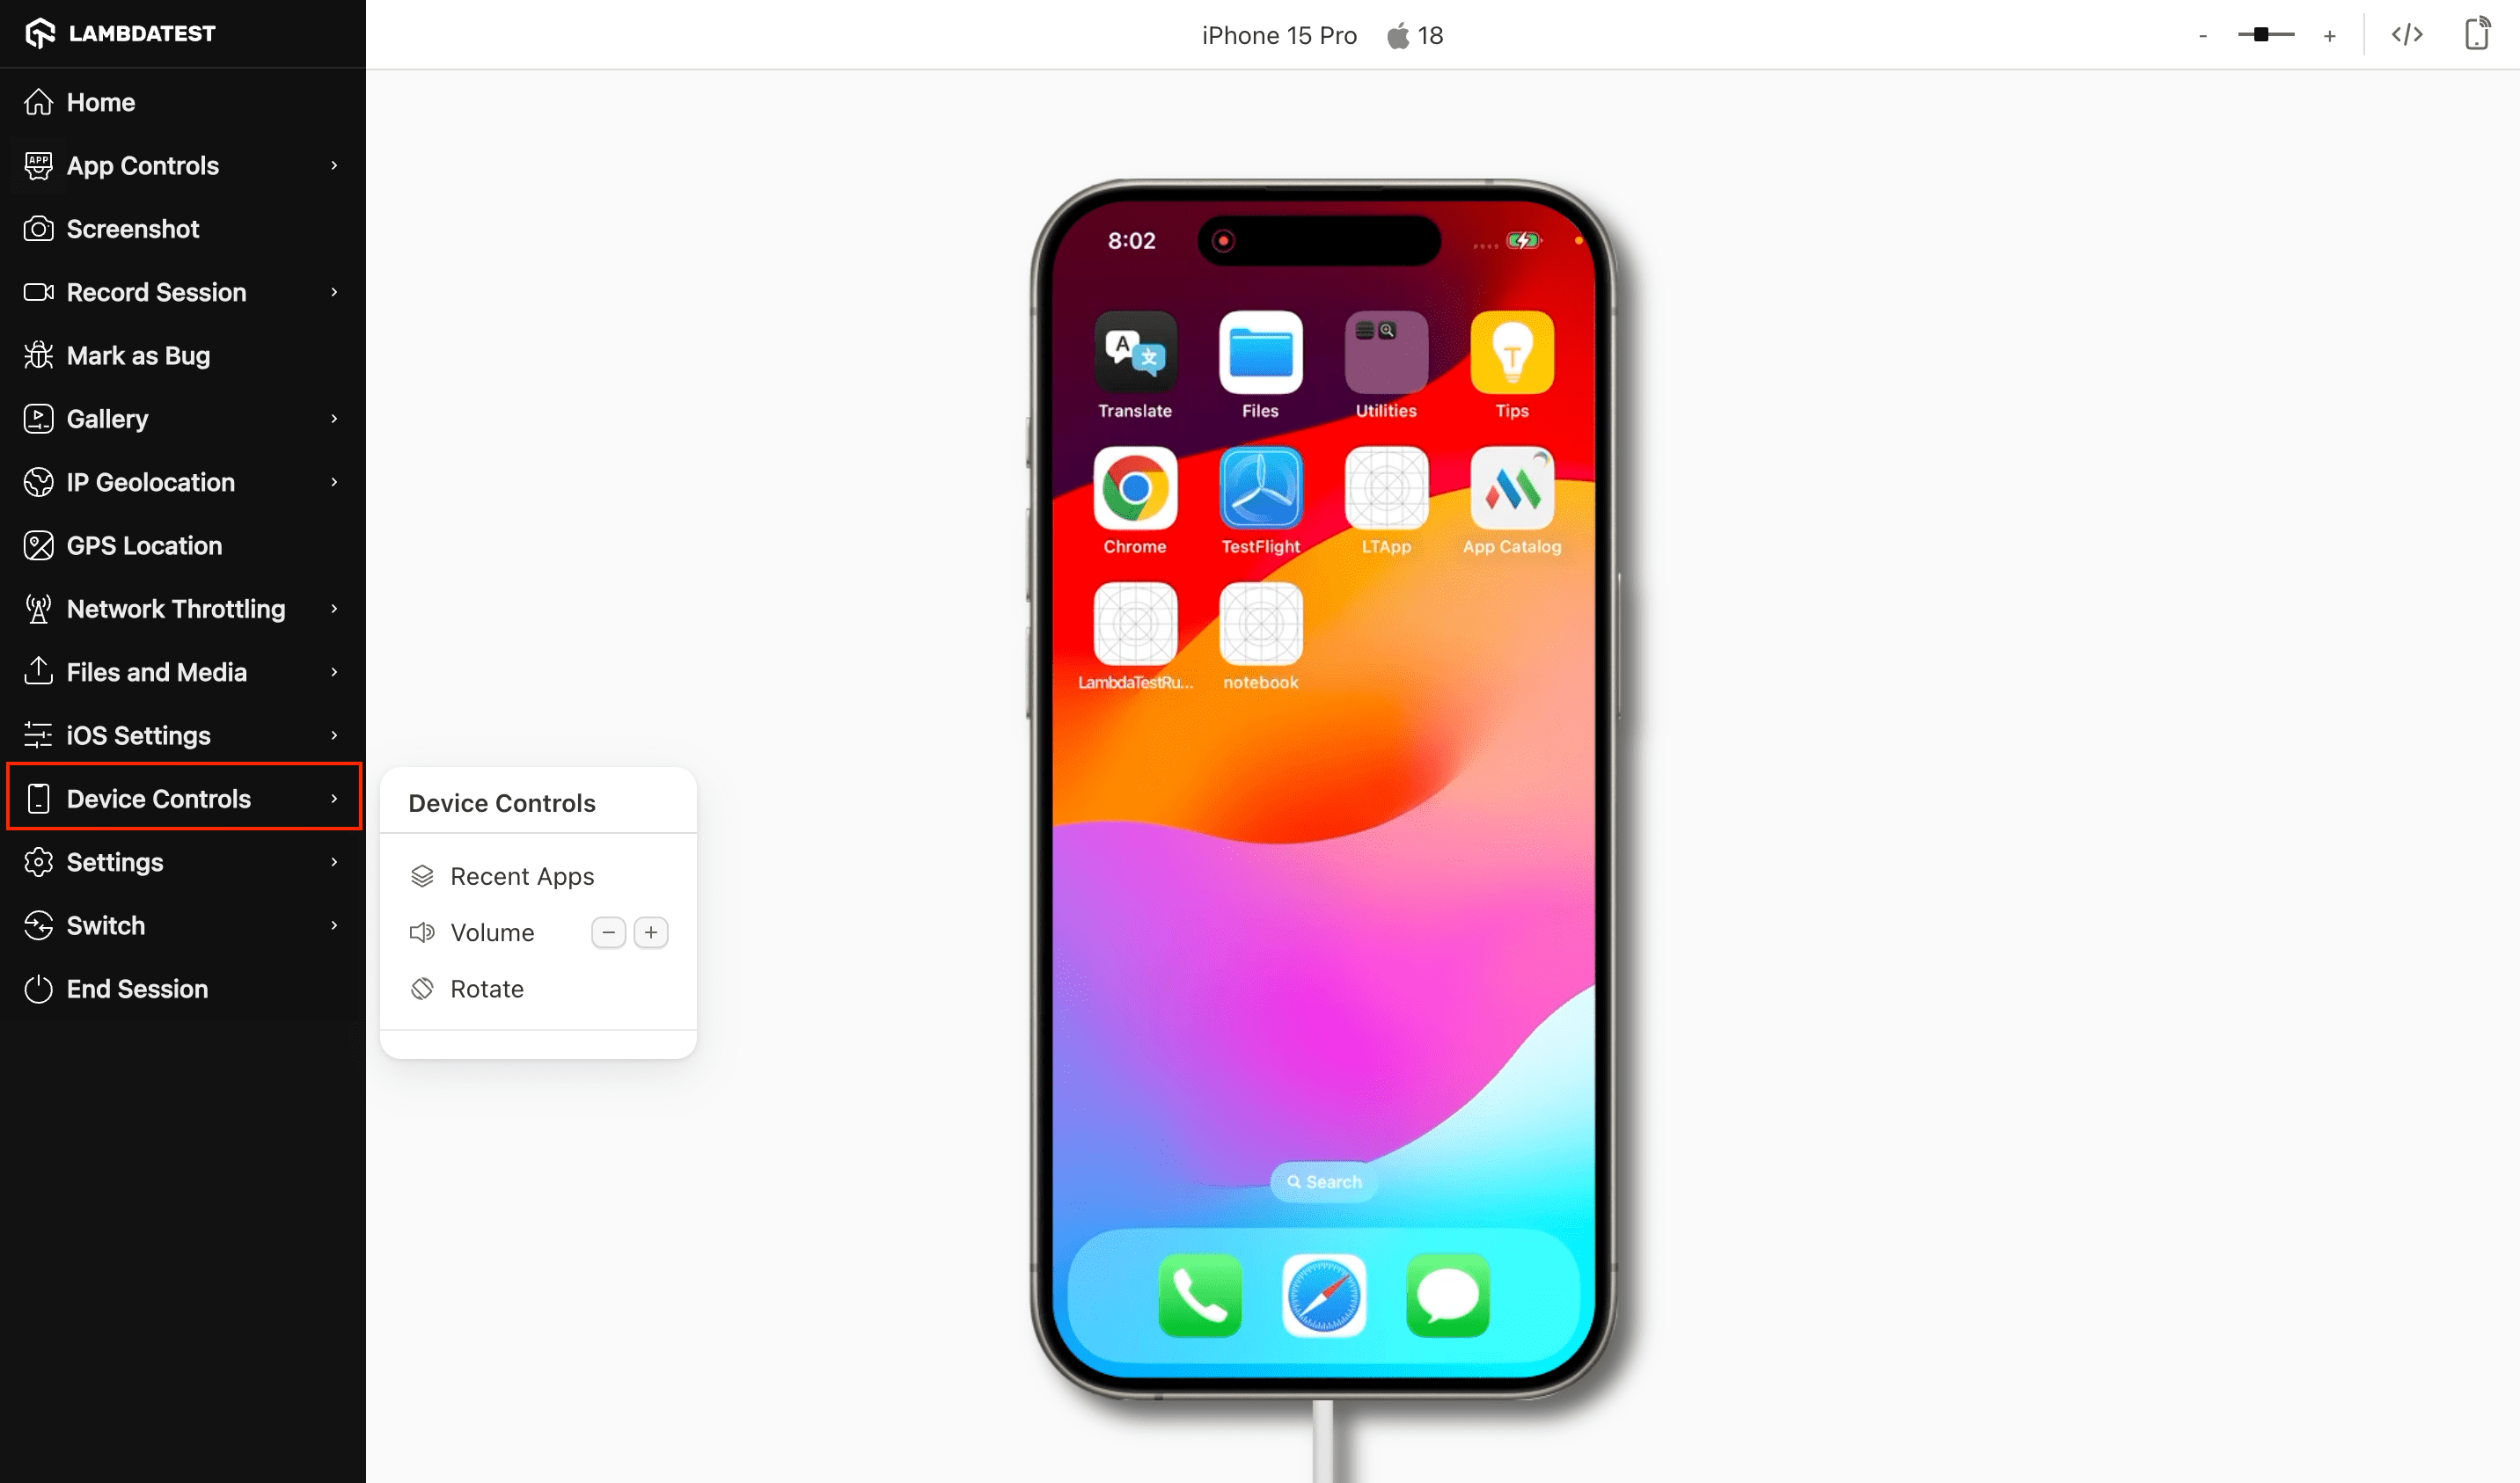 LAMBDATEST
Home
App Controls
Screenshot
Record Session
Mark as Bug
Gallery
IP Geolocation
GPS Location
Network Throttling
Files and Media
iOS Settings
Device Controls
Settings
Switch
End Session
iPhone 15 Pro 18
- +
</>
Device Controls
Recent Apps
Volume − +
Rotate
8:02
Translate Files Utilities Tips
Chrome TestFlight LTApp App Catalog
LambdaTestRu... notebook
Search
APP
A 文
T